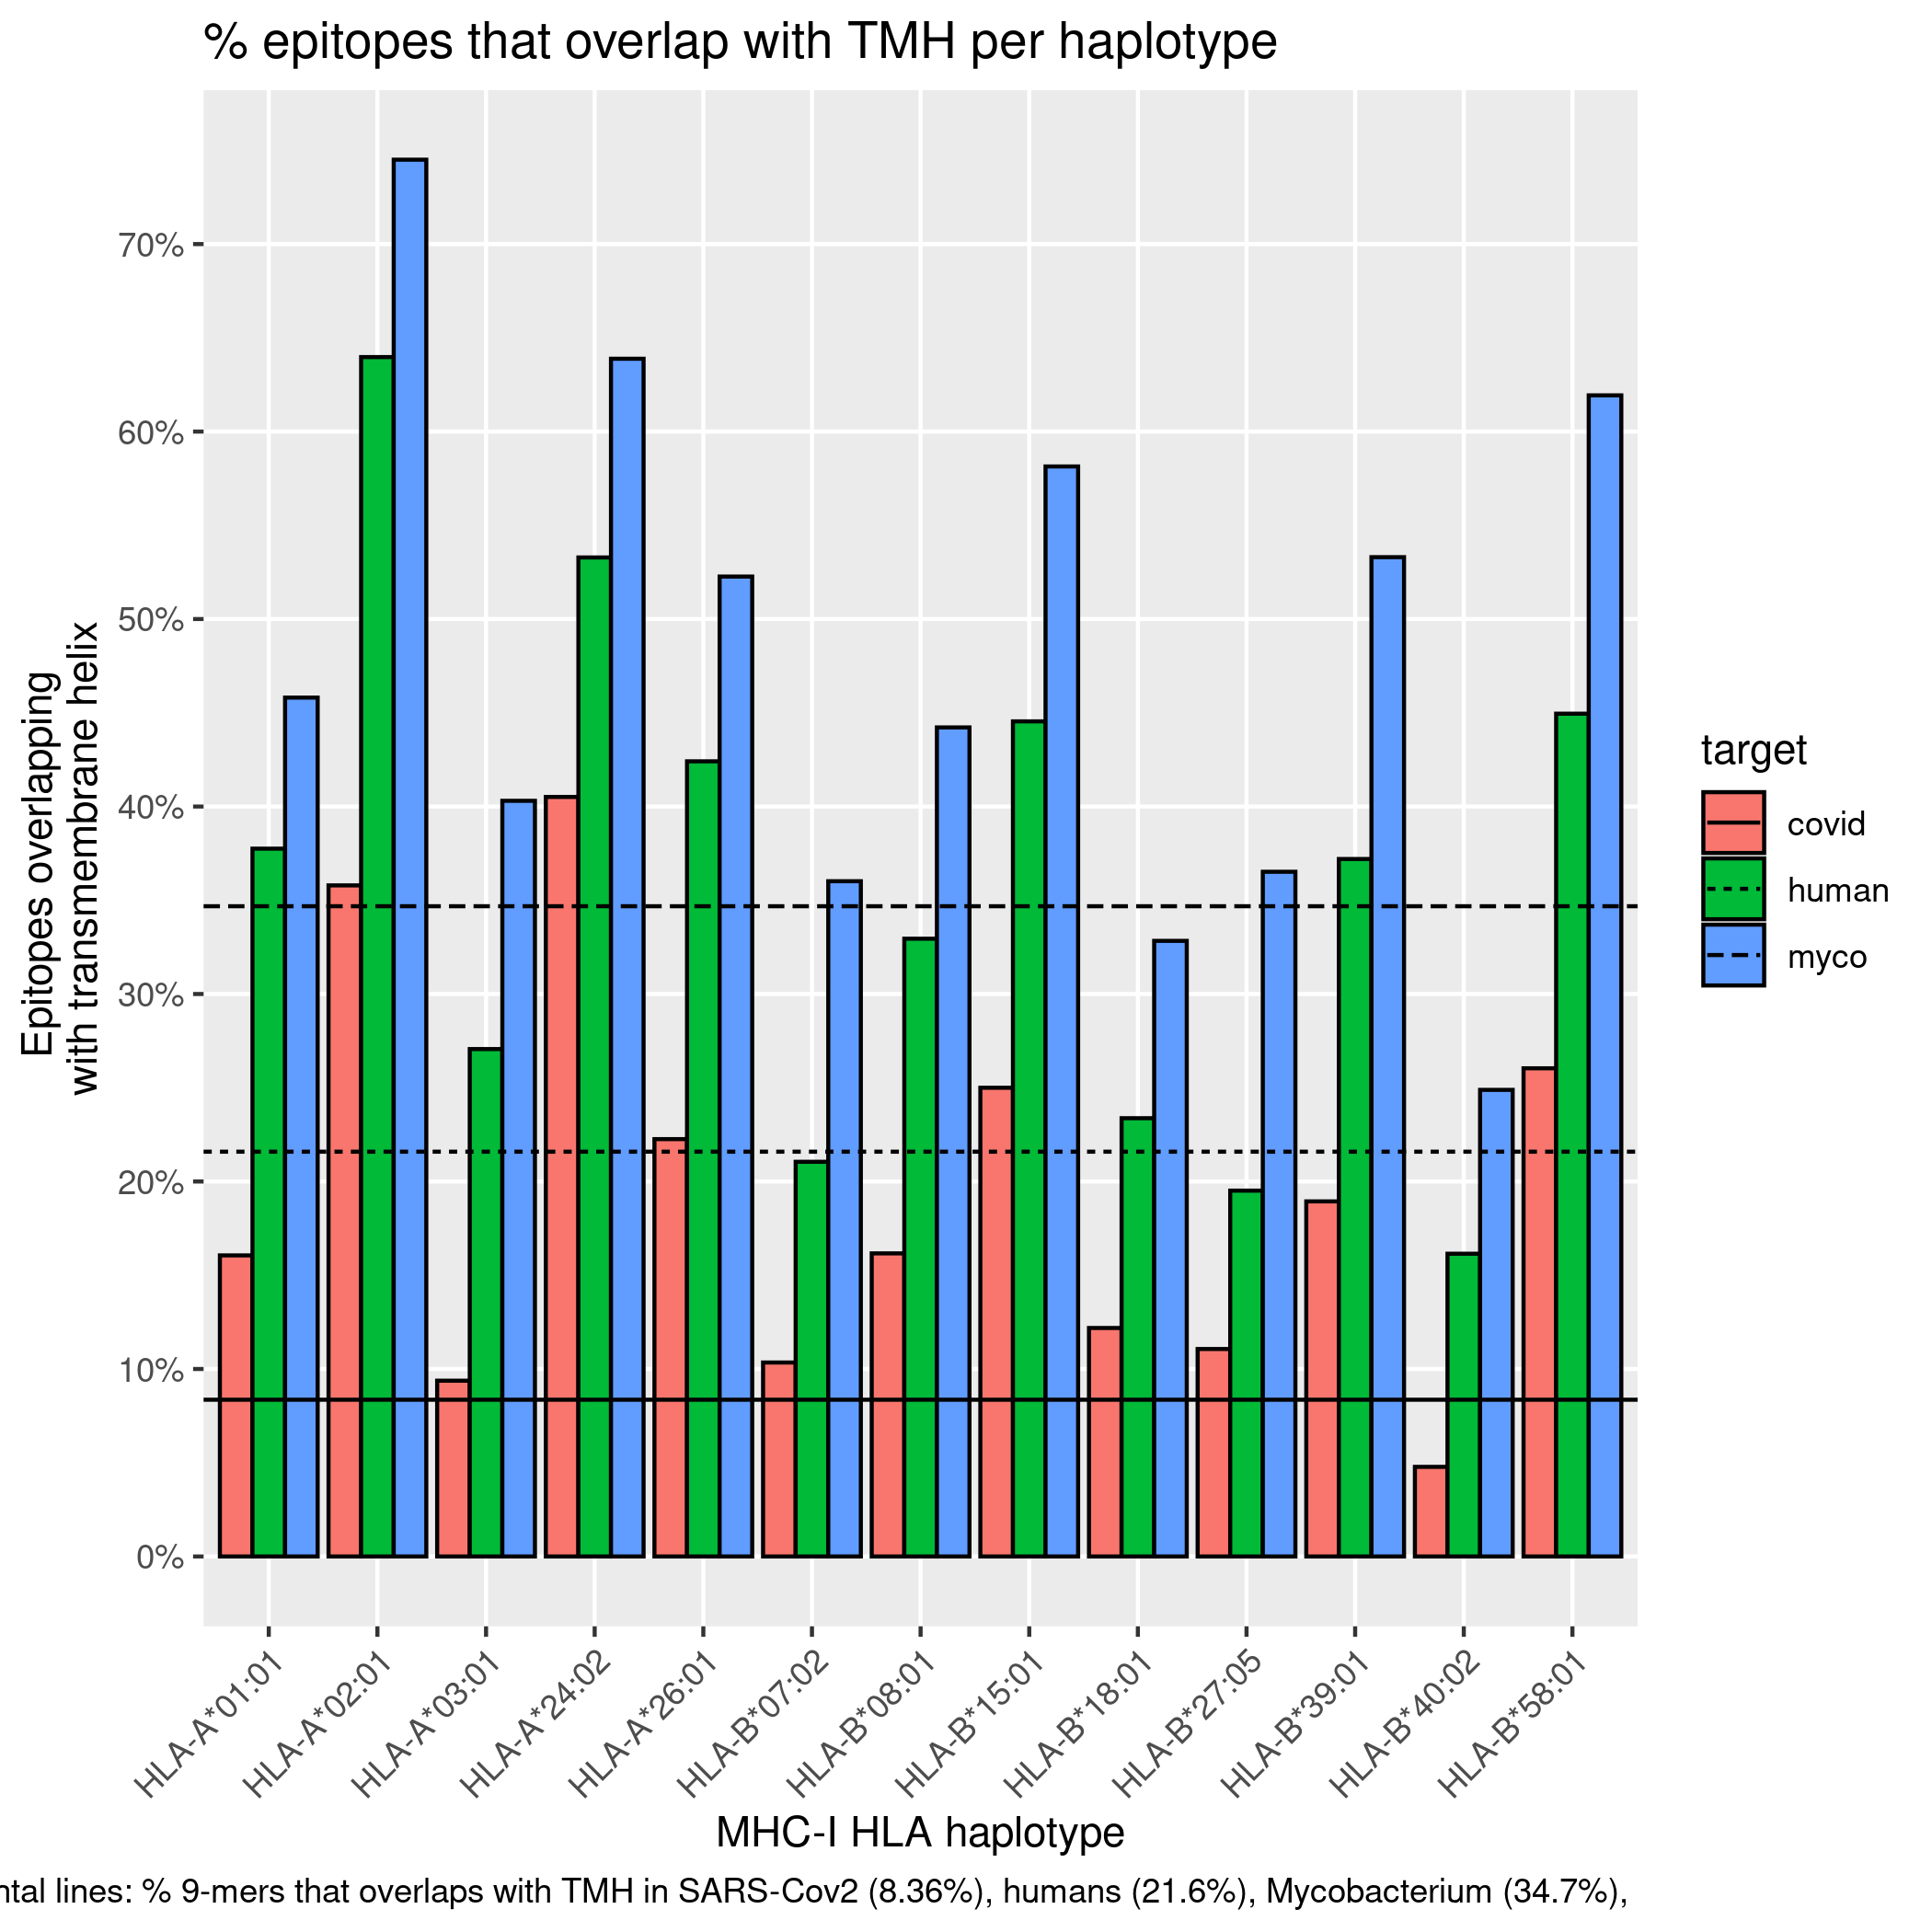 % epitopes that overlap with TMH per haplotype
Epitopes overlapping
with transmembrane helix
70%
60%
50%
40%
30%
20%
10%
0%
target
covid
human
myco
HLA-A*01:01
HLA-A*02:01
HLA-A*03:01
HLA-A*24:02
HLA-A*26:01
HLA-B*07:02
HLA-B*08:01
HLA-B*15:01
HLA-B*18:01
HLA-B*27:05
HLA-B*39:01
HLA-B*40:02
HLA-B*58:01
MHC-I HLA haplotype
ntal lines: % 9-mers that overlaps with TMH in SARS-Cov2 (8.36%), humans (21.6%), Mycobacterium (34.7%),